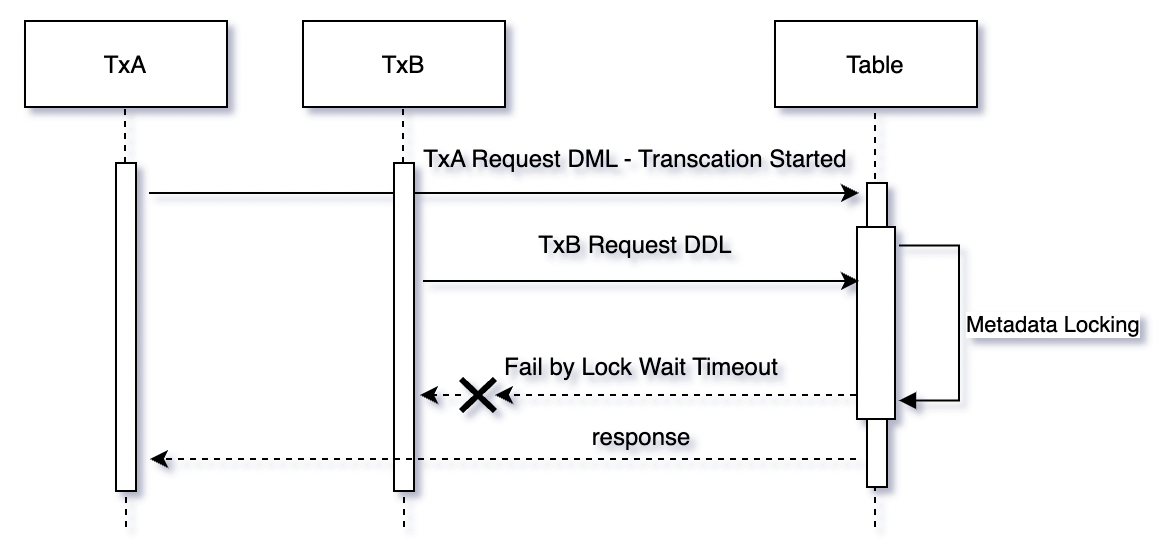 TxA
TxB
Table
TxA Request DML - Transcation Started
TxB Request DDL
Metadata Locking
Fail by Lock Wait Timeout
response